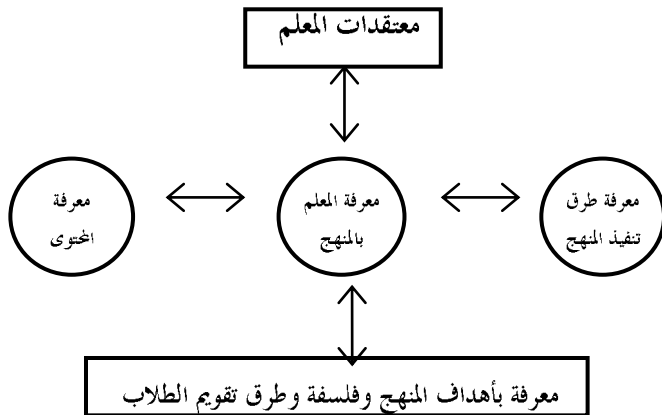 معتقدات المعلم
معرفة طرق
تنفيذ المنهج
معرفة المعلم
بالمنهج
معرفة
المحتوى
معرفة بأهداف المنهج وفلسفة وطرق تقويم الطلاب